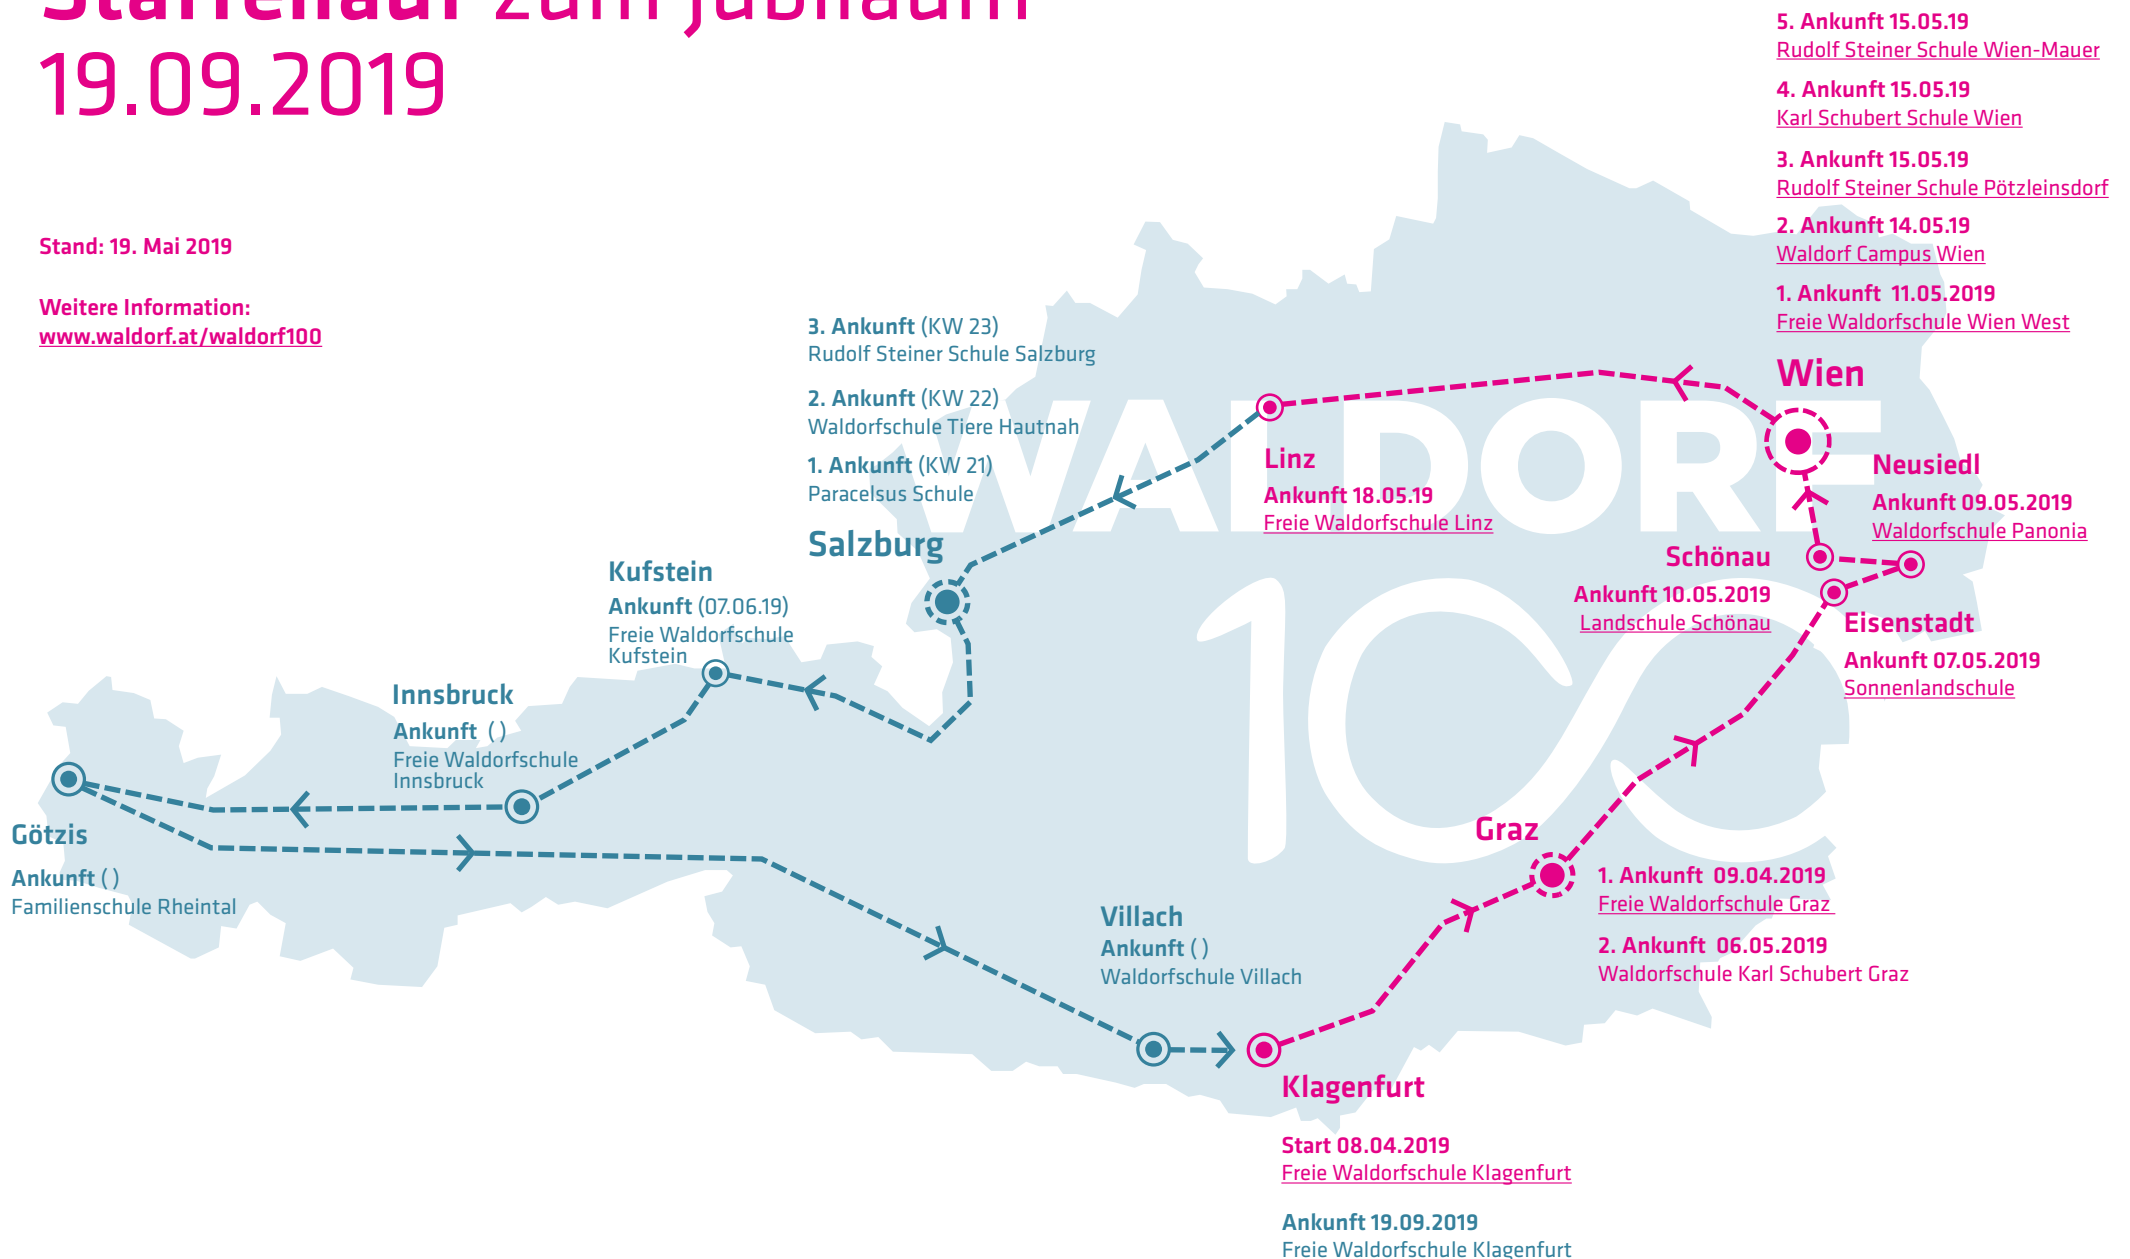 Staffellauf zum Jubiläum
19.09.2019
Stand: 19. Mai 2019
Weitere Information:
www.waldorf.at/waldorf100
5. Ankunft 15.05.19
Rudolf Steiner Schule Wien-Mauer
4. Ankunft 15.05.19
Karl Schubert Schule Wien
3. Ankunft 15.05.19
Rudolf Steiner Schule Pötzleinsdorf
2. Ankunft 14.05.19
Waldorf Campus Wien
1. Ankunft 11.05.2019
Freie Waldorfschule Wien West
Wien
3. Ankunft (KW 23)
Rudolf Steiner Schule Salzburg
2. Ankunft (KW 22)
Waldorfschule Tiere Hautnah
1. Ankunft (KW 21)
Paracelsus Schule
Salzburg
WALDORF
100
Linz
Ankunft 18.05.19
Freie Waldorfschule Linz
Neusiedl
Ankunft 09.05.2019
Waldorfschule Panonia
Schönau
Ankunft 10.05.2019
Landschule Schönau
Eisenstadt
Ankunft 07.05.2019
Sonnenlandschule
Kufstein
Ankunft (07.06.19)
Freie Waldorfschule
Kufstein
Innsbruck
Ankunft ( )
Freie Waldorfschule
Innsbruck
Götzis
Ankunft ( )
Familienschule Rheintal
Graz
1. Ankunft 09.04.2019
Freie Waldorfschule Graz
2. Ankunft 06.05.2019
Waldorfschule Karl Schubert Graz
Villach
Ankunft ( )
Waldorfschule Villach
Klagenfurt
Start 08.04.2019
Freie Waldorfschule Klagenfurt
Ankunft 19.09.2019
Freie Waldorfschule Klagenfurt